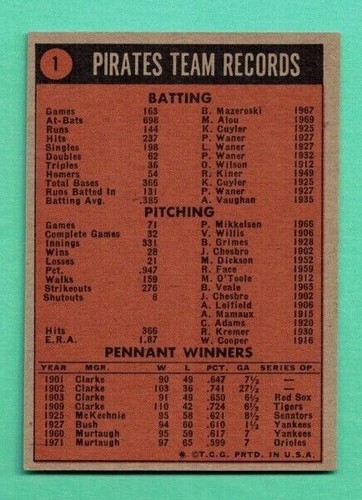 1 PIRATES TEAM RECORDS
BATTING
Games 163 B. Mazeroski 1967
At-Bats 698 M. Alou 1969
Runs 144 K. Cuyler 1925
Hits 237 P. Waner 1927
Singles 198 L. Waner 1927
Doubles 62 P. Waner 1932
Triples 36 O. Wilson 1912
Homers 54 R. Kiner 1949
Total Bases 366 K. Cuyler 1925
Runs Batted In 131 P. Waner 1927
Batting Avg. .385 A. Vaughan 1935
PITCHING
Games 71 P. Mikkelsen 1966
Complete Games 32 V. Willis 1906
Innings 331 B. Grimes 1928
Wins 28 J. Chesbro 1902
Losses 21 M. Dickson 1952
Pct. .947 R. Face 1959
Walks 159 M. O'Toole 1912
Strikeouts 276 B. Veale 1965
Shutouts 8 J. Chesbro 1902
A. Leifield 1906
A. Mamaux 1915
C. Adams 1920
Hits 366 R. Kremer 1930
E.R.A. 1.87 W. Cooper 1916
PENNANT WINNERS
YEAR MGR. W L PCT. GA SERIES OP.
1901 Clarke 90 49 .647 7½ —
1902 Clarke 103 36 .741 27½ —
1903 Clarke 91 49 .650 6½ Red Sox
1909 Clarke 110 42 .724 6½ Tigers
1925 McKechnie 95 58 .621 8½ Senators
1927 Bush 94 60 .610 1½ Yankees
1960 Murtaugh 95 59 .617 7 Yankees
1971 Murtaugh 97 65 .599 7 Orioles
* © T.C.G. PRTD. IN U.S.A.